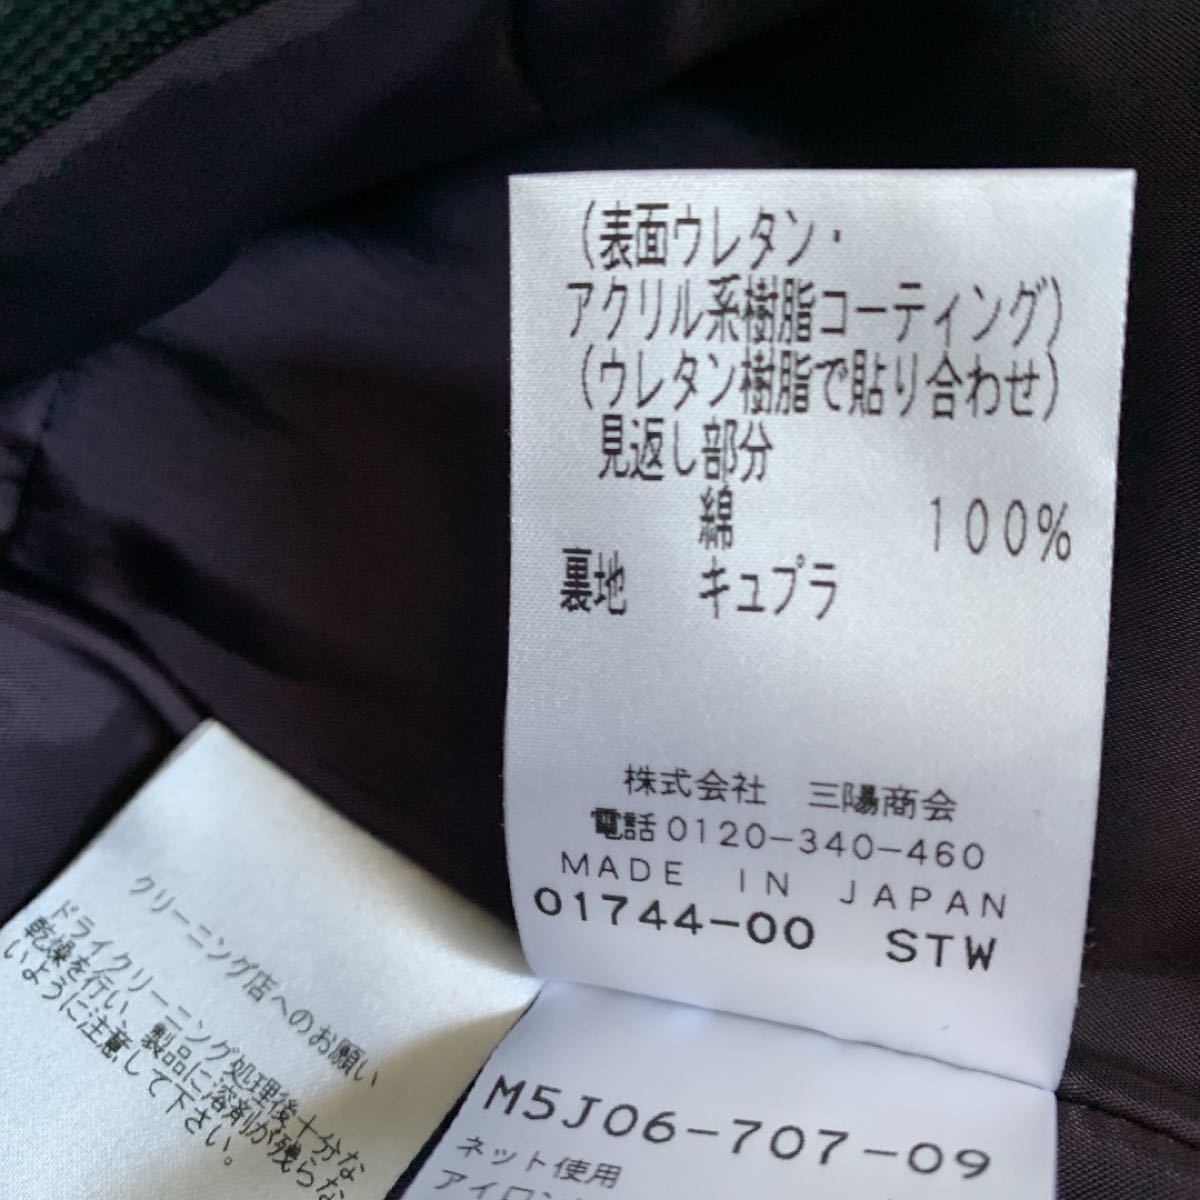 (表面ウレタン・
アクリル系樹脂コーティング)
(ウレタン樹脂で貼り合わせ)
見返し部分
綿 100%
裏地 キュプラ
株式会社 三陽商会
電話0120-340-460
MADE IN JAPAN
01744-00 STW
クリーニング店へのお願い
ドライクリーニング処理後十分な
乾燥を行い、製品に溶剤が残らな
いように注意して下さい。
M5J06-707-09
ネット使用
アイロン